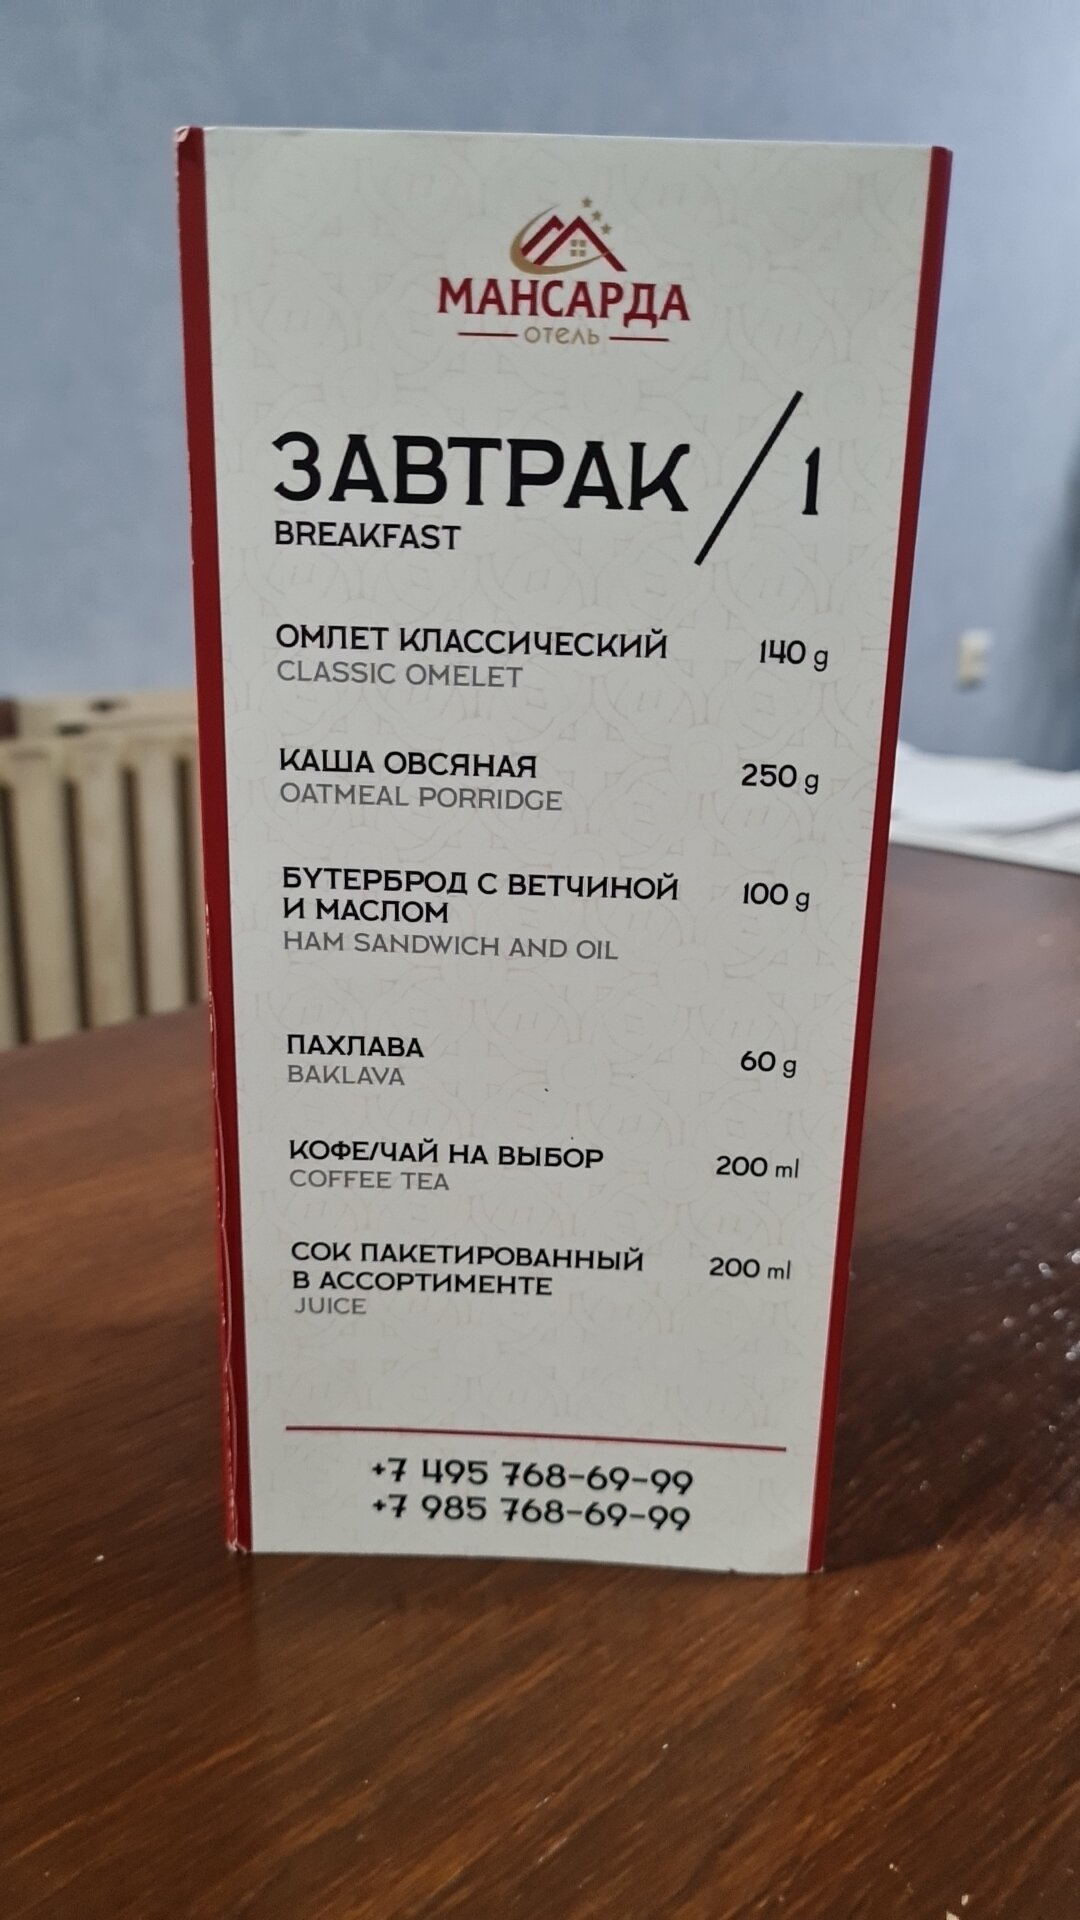 МАНСАРДА
ОТЕЛЬ
ЗАВТРАК / 1
BREAKFAST
ОМЛЕТ КЛАССИЧЕСКИЙ 140 g
CLASSIC OMELET
КАША ОВСЯНАЯ 250 g
OATMEAL PORRIDGE
БУТЕРБРОД С ВЕТЧИНОЙ 100 g
И МАСЛОМ
HAM SANDWICH AND OIL
ПАХЛАВА 60 g
BAKLAVA
КОФЕ/ЧАЙ НА ВЫБОР 200 ml
COFFEE TEA
СОК ПАКЕТИРОВАННЫЙ 200 ml
В АССОРТИМЕНТЕ
JUICE
+7 495 768-69-99
+7 985 768-69-99